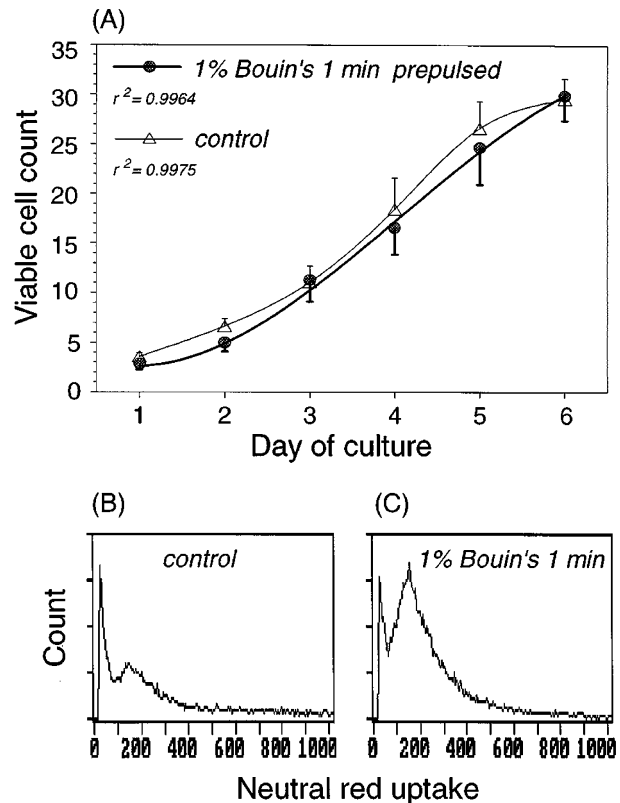 (A)
35
30
25
20
15
10
5
0
Viable cell count
1% Bouin's 1 min prepulsed
r² = 0.9964
control
r² = 0.9975
1 2 3 4 5 6
Day of culture
(B) (C)
control
1% Bouin's 1 min
Count
0 200 400 600 800 1000
0 200 400 600 800 1000
Neutral red uptake